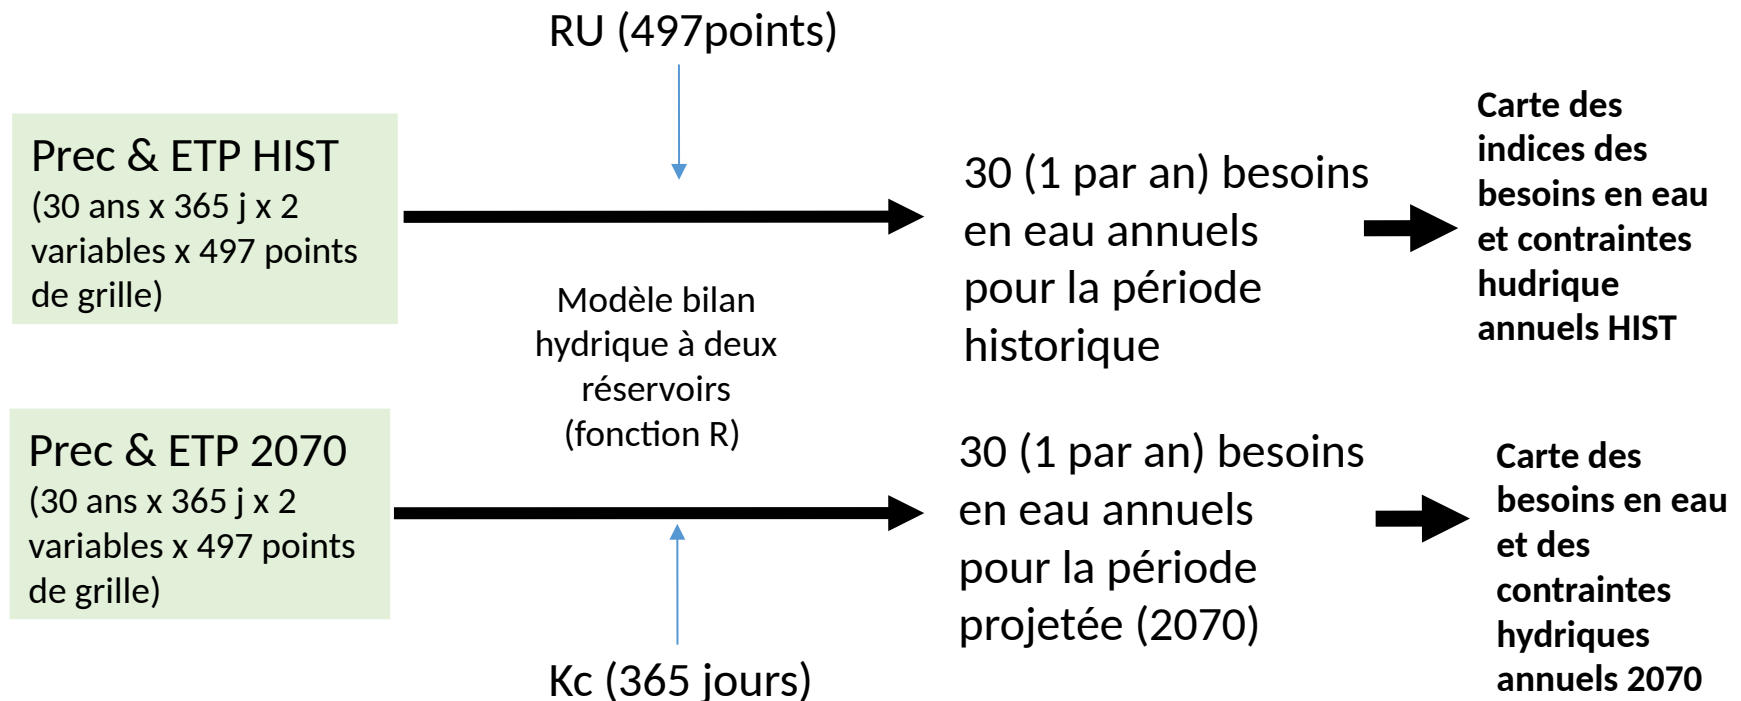 RU (497points)
Prec & ETP HIST
(30 ans x 365 j x 2
variables x 497 points
de grille)
30 (1 par an) besoins
en eau annuels
pour la période
historique
Carte des
indices des
besoins en eau
et contraintes
hudrique
annuels HIST
Modèle bilan
hydrique à deux
réservoirs
(fonction R)
Prec & ETP 2070
(30 ans x 365 j x 2
variables x 497 points
de grille)
30 (1 par an) besoins
en eau annuels
pour la période
projetée (2070)
Carte des
besoins en eau
et des
contraintes
hydriques
annuels 2070
Kc (365 jours)